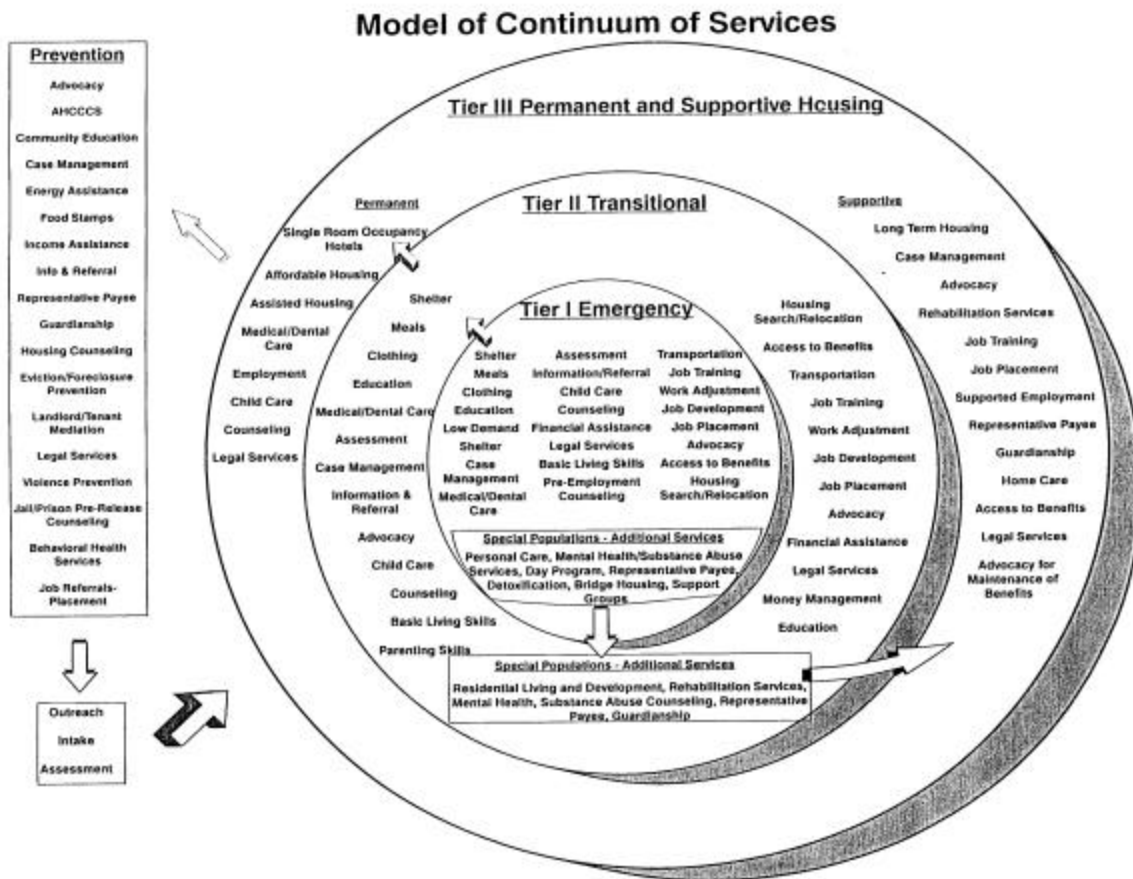 Model of Continuum of Services
Prevention
Advocacy
AHCCCS
Community Education
Case Management
Energy Assistance
Food Stamps
Income Assistance
Info & Referral
Representative Payee
Guardianship
Housing Counseling
Eviction/Foreclosure
Prevention
Landlord/Tenant
Mediation
Legal Services
Violence Prevention
Jail/Prison Pre-Release
Counseling
Behavioral Health
Services
Job Referrals-
Placement
Outreach
Intake
Assessment
Tier III Permanent and Supportive Housing
Permanent
Single Room Occupancy
Hotels
Affordable Housing
Assisted Housing
Medical/Dental
Care
Employment
Child Care
Counseling
Legal Services
Tier II Transitional
Shelter
Meals
Clothing
Education
Medical/Dental Care
Assessment
Case Management
Information &
Referral
Advocacy
Child Care
Counseling
Basic Living Skills
Parenting Skills
Tier I Emergency
Shelter
Meals
Clothing
Education
Low Demand
Shelter
Case
Management
Medical/Dental
Care
Assessment
Information/Referral
Child Care
Counseling
Financial Assistance
Legal Services
Basic Living Skills
Pre-Employment
Counseling
Transportation
Job Training
Work Adjustment
Job Development
Job Placement
Advocacy
Access to Benefits
Housing
Search/Relocation
Special Populations - Additional Services
Personal Care, Mental Health/Substance Abuse
Services, Day Program, Representative Payee,
Detoxification, Bridge Housing, Support
Groups
Special Populations - Additional Services
Residential Living and Development, Rehabilitation Services,
Mental Health, Substance Abuse Counseling, Representative
Payee, Guardianship
Housing
Search/Relocation
Access to Benefits
Transportation
Job Training
Work Adjustment
Job Development
Job Placement
Advocacy
Financial Assistance
Legal Services
Money Management
Education
Supportive
Long Term Housing
Case Management
Advocacy
Rehabilitation Services
Job Training
Job Placement
Supported Employment
Representative Payee
Guardianship
Home Care
Access to Benefits
Legal Services
Advocacy for
Maintenance of
Benefits